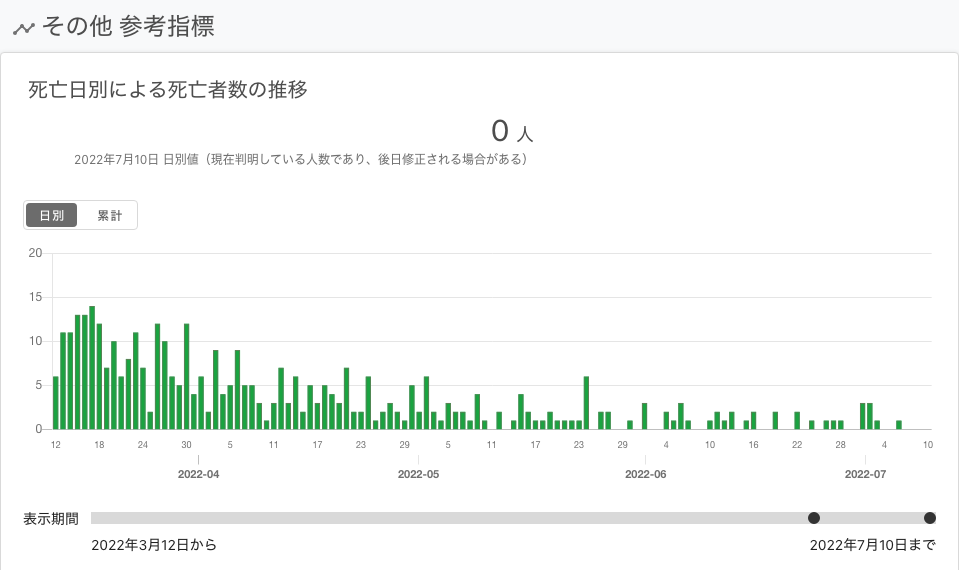 その他 参考指標
死亡日別による死亡者数の推移
0 人
2022年7月10日 日別値（現在判明している人数であり、後日修正される場合がある）
日別 累計
20
15
10
5
0
12 18 24 30 5 11 17 23 29 5 11 17 23 29 4 10 16 22 28 4 10
2022-04 2022-05 2022-06 2022-07
表示期間
2022年3月12日から 2022年7月10日まで